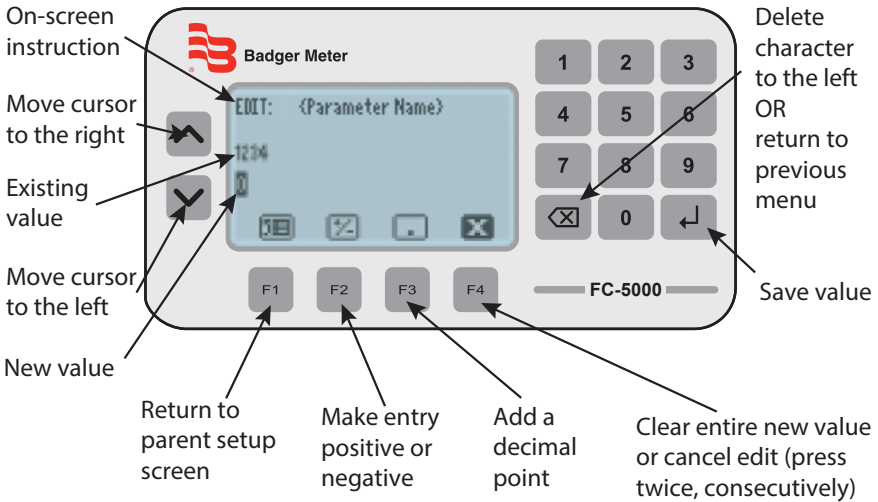 On-screen
instruction
Move cursor
to the right
Existing
value
Move cursor
to the left
New value
Badger Meter
EDIT: {Parameter Name}
1234
0
.
X
F1
F2
F3
F4
1
2
3
4
5
6
7
8
9
0
FC-5000
Delete
character
to the left
OR
return to
previous
menu
Save value
Return to
parent setup
screen
Make entry
positive or
negative
Add a
decimal
point
Clear entire new value
or cancel edit (press
twice, consecutively)